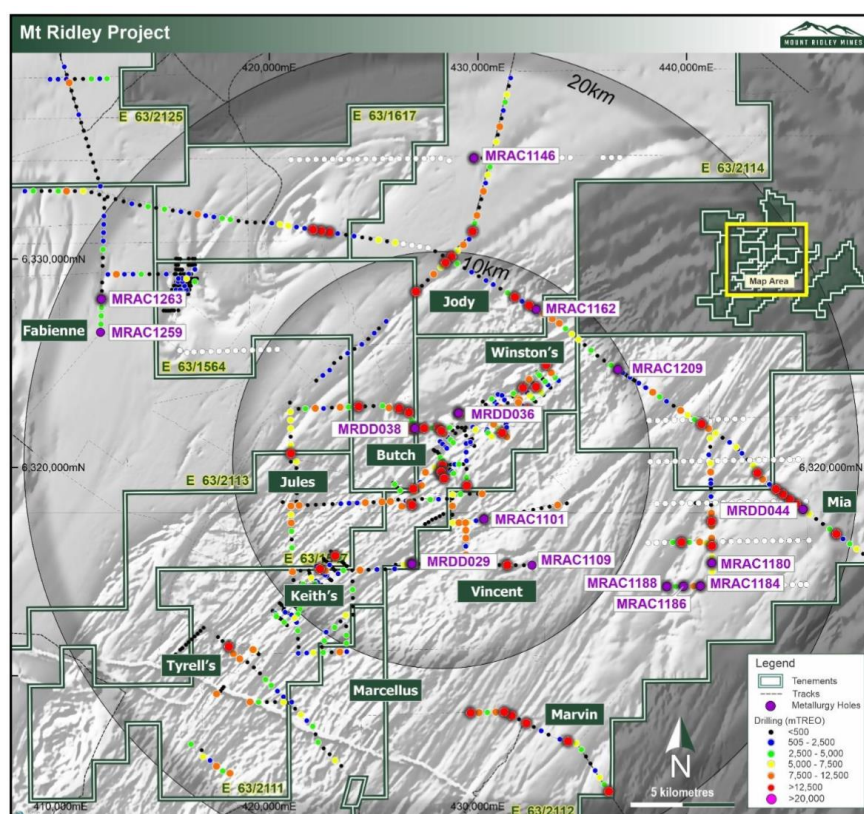 Mt Ridley Project
MOUNT RIDLEY MINES
420,000mE
430,000mE
440,000mE
20km
E 63/2125
E 63/1617
MRAC1146
E 63/2114
6,330,000mN
10km
Map Area
MRAC1263
Jody
MRAC1162
Fabienne
MRAC1259
Winston's
E 63/1564
MRAC1209
MRDD036
MRDD038
Butch
6,320,000mN
Jules
6,320,000mN
E 63/2113
MRDD044
Mia
MRAC1101
MRDD029
MRAC1109
MRAC1180
Keith's
Vincent
MRAC1188
MRAC1184
MRAC1186
Tyrell's
Marcellus
Marvin
Legend
Tenements
Tracks
Metallurgy Holes
Drilling (mTREO)
<500
505 - 2,500
2,500 - 5,000
5,000 - 7,500
7,500 - 12,500
>12,500
>20,000
N
5 kilometres
E 63/2111
410,000mE
420,000mE
430,000mE
E 63/2112